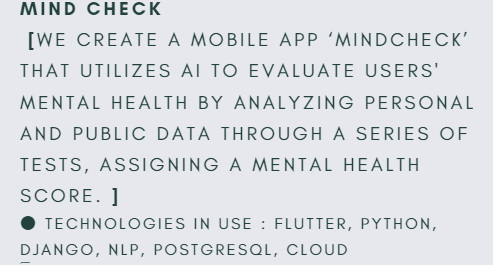 MIND CHECK
[WE CREATE A MOBILE APP ‘MINDCHECK’
THAT UTILIZES AI TO EVALUATE USERS'
MENTAL HEALTH BY ANALYZING PERSONAL
AND PUBLIC DATA THROUGH A SERIES OF
TESTS, ASSIGNING A MENTAL HEALTH
SCORE. ]
● TECHNOLOGIES IN USE : FLUTTER, PYTHON,
DJANGO, NLP, POSTGRESQL, CLOUD